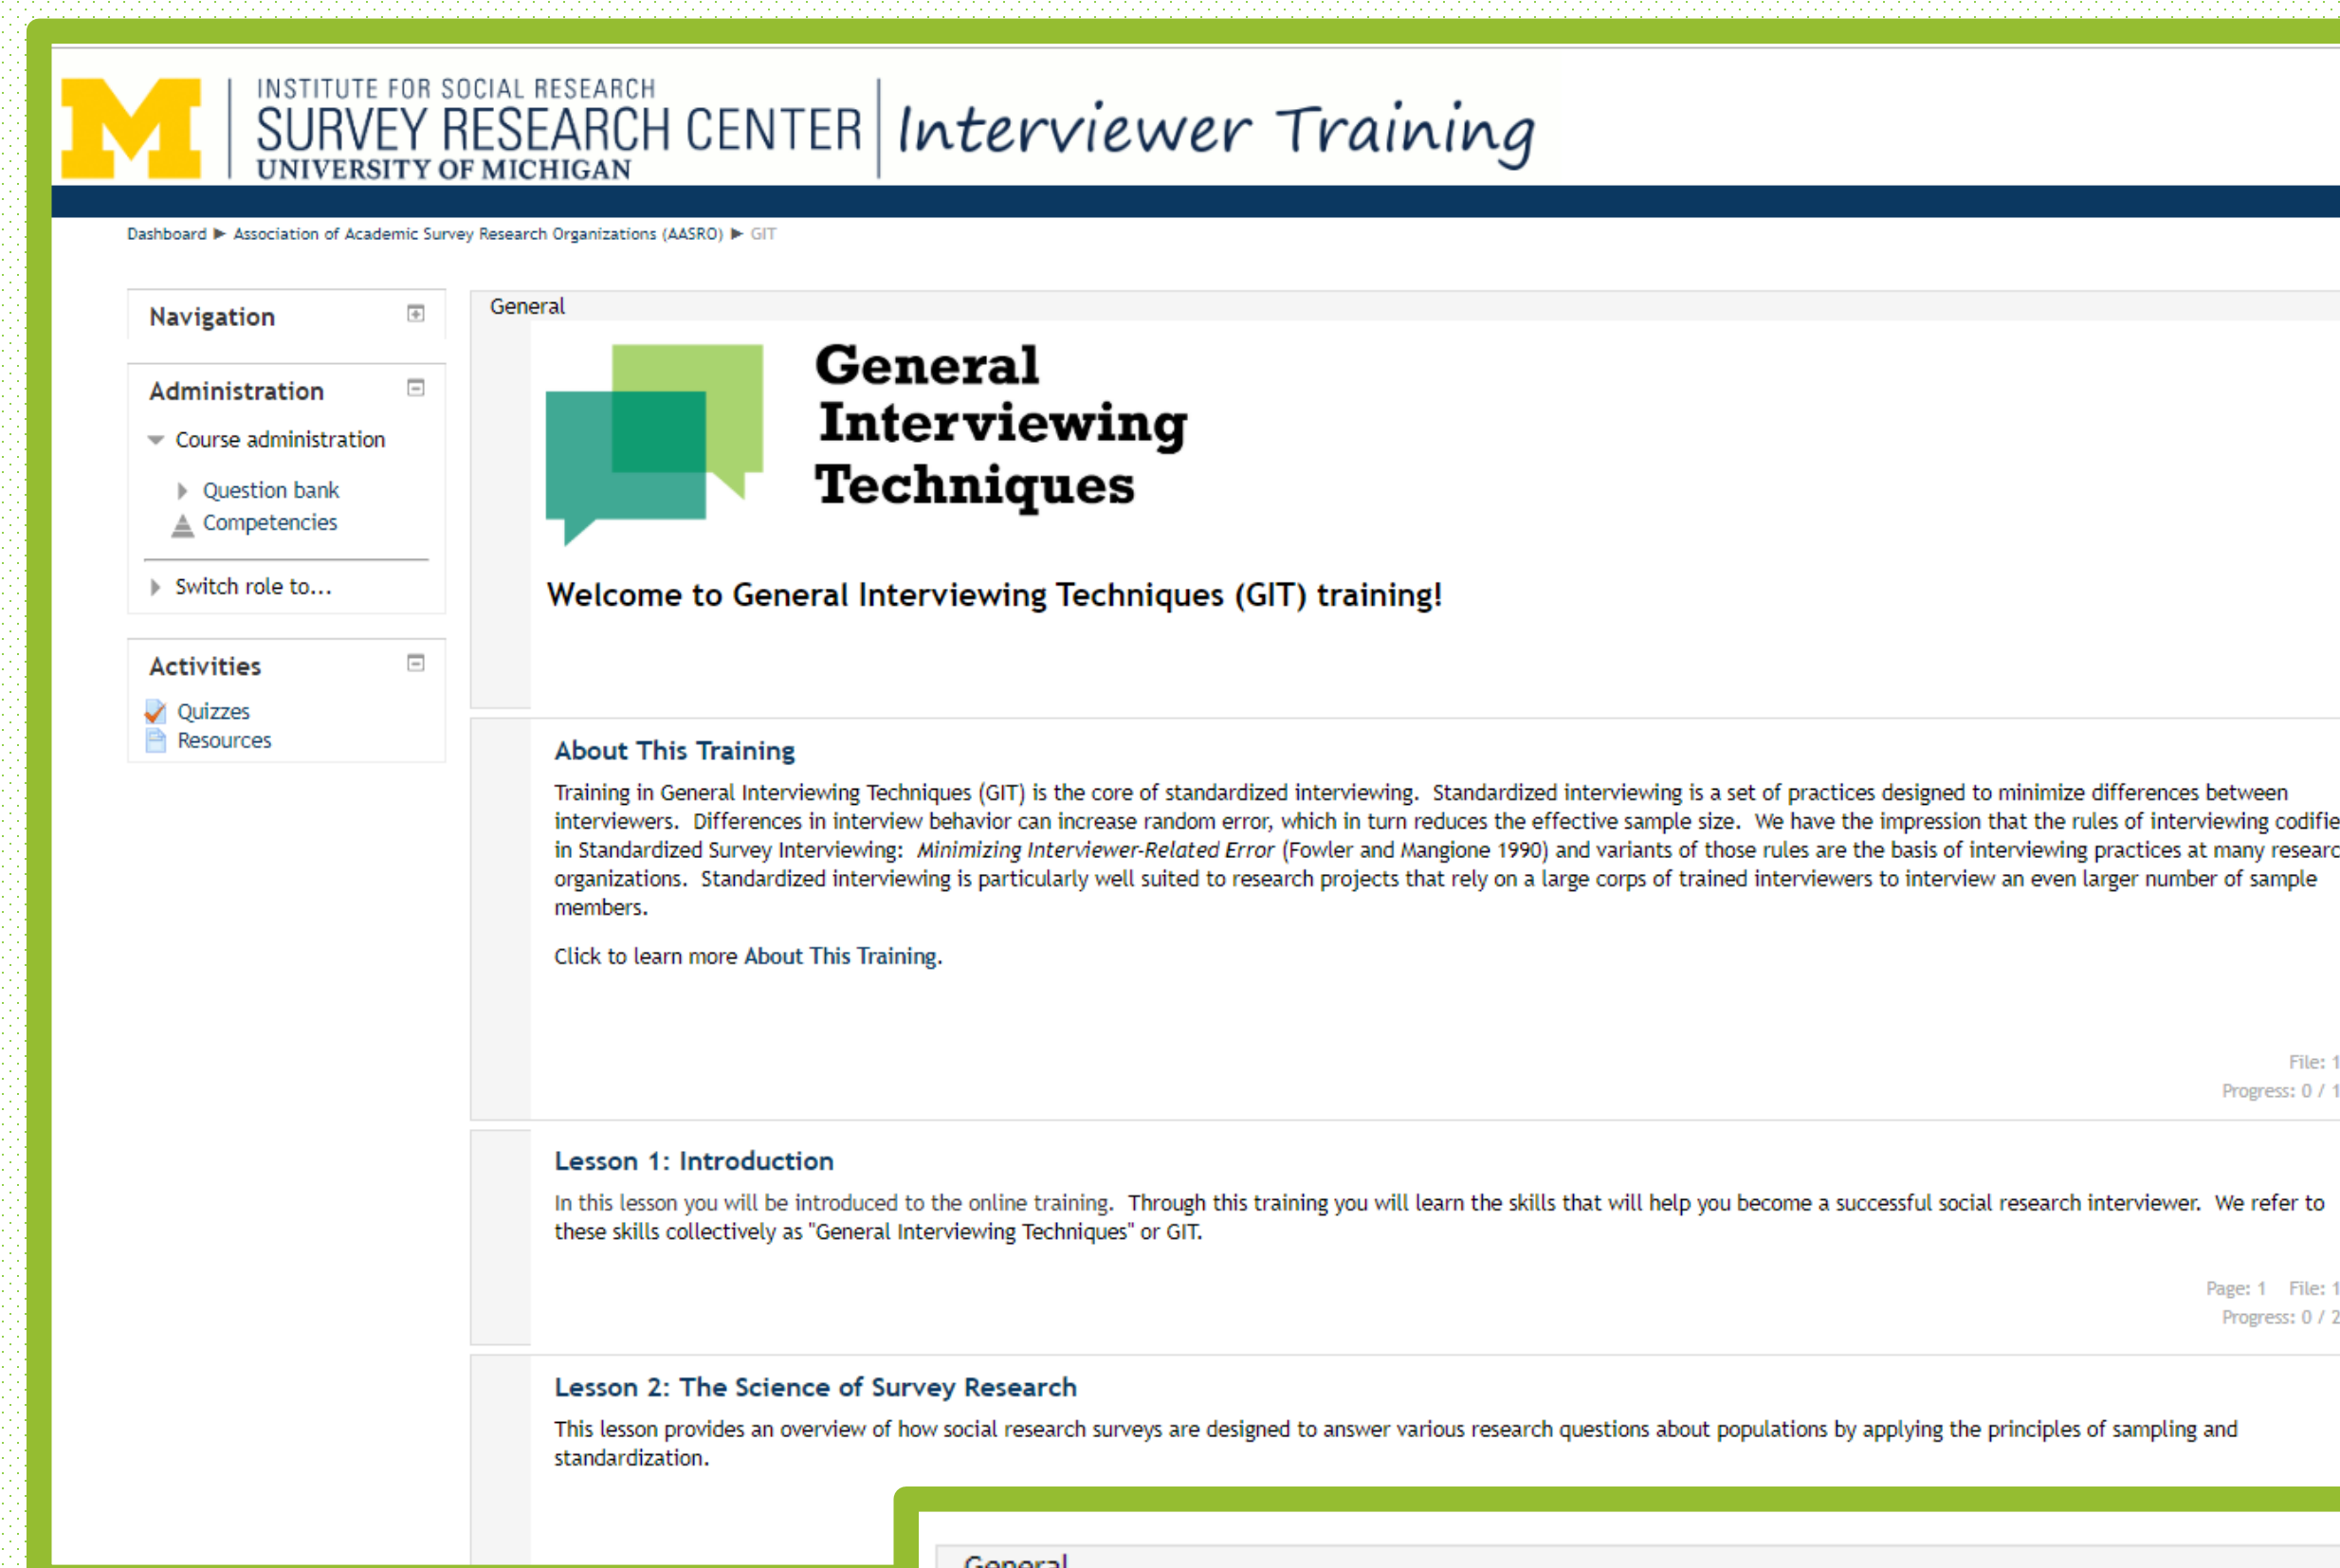 INSTITUTE FOR SOCIAL RESEARCH
SURVEY RESEARCH CENTER
UNIVERSITY OF MICHIGAN
Interviewer Training
Dashboard ► Association of Academic Survey Research Organizations (AASRO) ► GIT
Navigation
Administration
Course administration
Question bank
Competencies
Switch role to...
Activities
Quizzes
Resources
General
General
Interviewing
Techniques
Welcome to General Interviewing Techniques (GIT) training!
About This Training
Training in General Interviewing Techniques (GIT) is the core of standardized interviewing. Standardized interviewing is a set of practices designed to minimize differences between
interviewers. Differences in interview behavior can increase random error, which in turn reduces the effective sample size. We have the impression that the rules of interviewing codifie
in Standardized Survey Interviewing: Minimizing Interviewer-Related Error (Fowler and Mangione 1990) and variants of those rules are the basis of interviewing practices at many researc
organizations. Standardized interviewing is particularly well suited to research projects that rely on a large corps of trained interviewers to interview an even larger number of sample
members.
Click to learn more About This Training.
File: 1
Progress: 0 / 1
Lesson 1: Introduction
In this lesson you will be introduced to the online training. Through this training you will learn the skills that will help you become a successful social research interviewer. We refer to
these skills collectively as "General Interviewing Techniques" or GIT.
Page: 1 File: 1
Progress: 0 / 2
Lesson 2: The Science of Survey Research
This lesson provides an overview of how social research surveys are designed to answer various research questions about populations by applying the principles of sampling and
standardization.
General